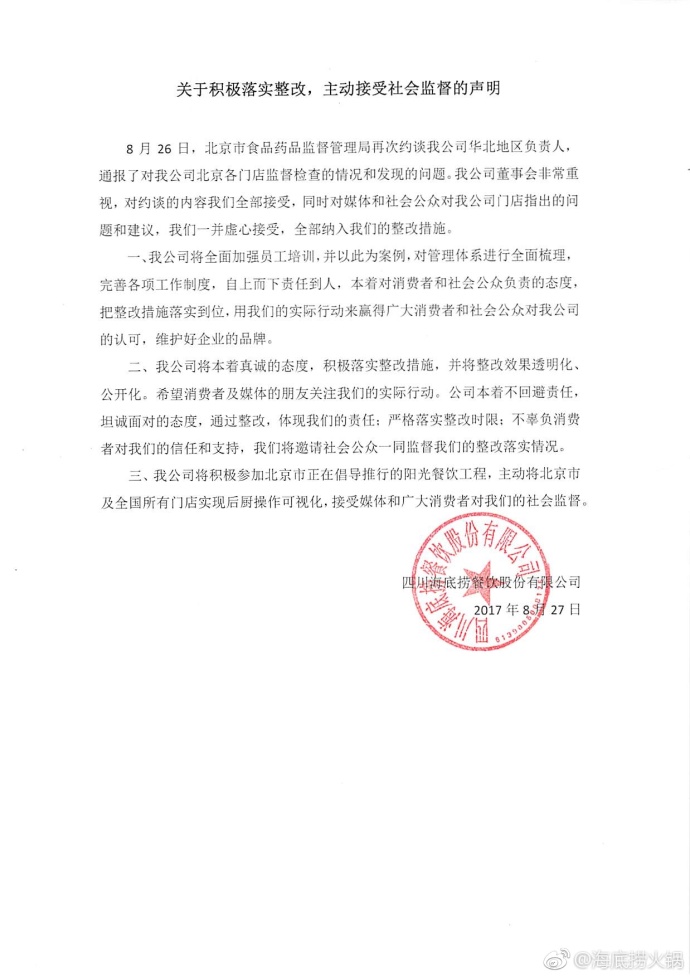 关于积极落实整改，主动接受社会监督的声明
8 月 26 日，北京市食品药品监督管理局再次约谈我公司华北地区负责人，
通报了对我公司北京各门店监督检查的情况和发现的问题。我公司董事会非常重
视，对约谈的内容我们全部接受，同时对媒体和社会公众对我公司门店指出的问
题和建议，我们一并虚心接受，全部纳入我们的整改措施。
一、我公司将全面加强员工培训，并以此为案例，对管理体系进行全面梳理，
完善各项工作制度，自上而下责任到人，本着对消费者和社会公众负责的态度，
把整改措施落实到位，用我们的实际行动来赢得广大消费者和社会公众对我公司
的认可，维护好企业的品牌。
二、我公司将本着真诚的态度，积极落实整改措施，并将整改效果透明化、
公开化。希望消费者及媒体的朋友关注我们的实际行动。公司本着不回避责任，
坦诚面对的态度，通过整改，体现我们的责任；严格落实整改时限；不辜负消费
者对我们的信任和支持，我们将邀请社会公众一同监督我们的整改落实情况。
三、我公司将积极参加北京市正在倡导推行的阳光餐饮工程，主动将北京市
及全国所有门店实现后厨操作可视化，接受媒体和广大消费者对我们的社会监督。
四川海底捞餐饮股份有限公司
2017 年 8 月 27 日
四川海底捞餐饮股份有限公司
@海底捞火锅